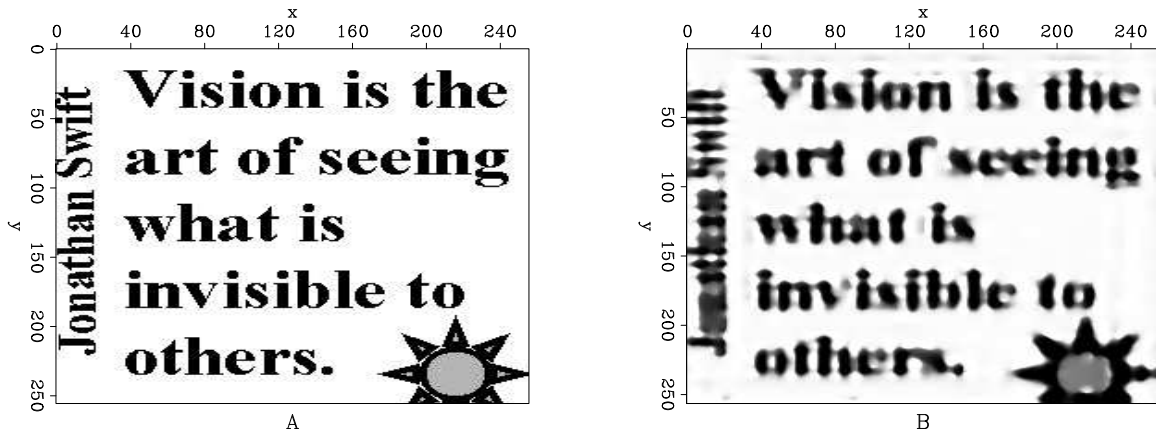 x
0 40 80 120 160 200 240
0
50
100
150
200
250
y
Jonathan Swift
Vision is the
art of seeing
what is
invisible to
others.
A
x
0 40 80 120 160 200 240
50
100
150
200
250
y
Vision is the
art of seeing
what is
invisible to
others.
B